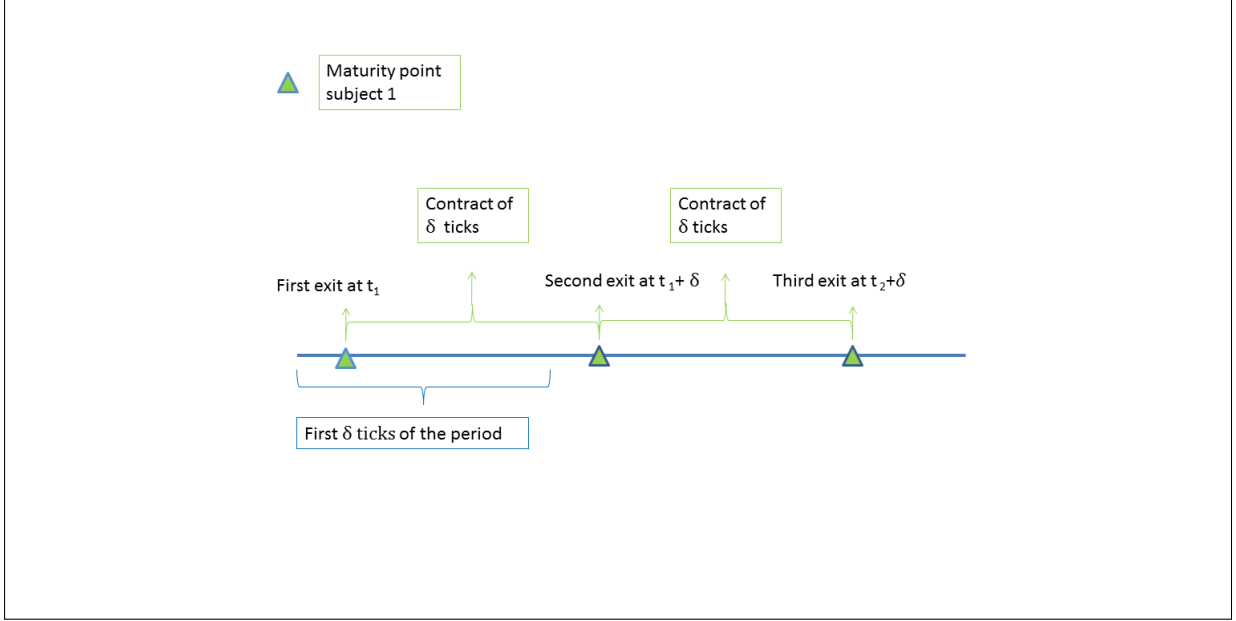 Maturity point
subject 1
Contract of
δ ticks
Contract of
δ ticks
First exit at t₁
Second exit at t₁+ δ
Third exit at t₂+δ
First δ ticks of the period